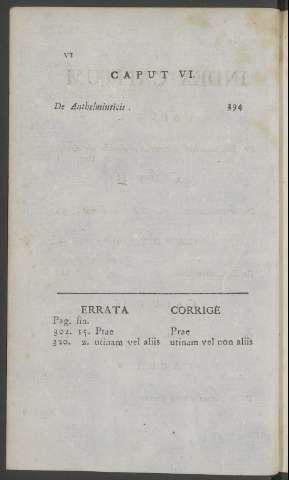 VI
CAPUT VI.
De Anthelminticis. 394
ERRATA CORRIGE
Pag. lin.
302. 15. Prae Prae
320. 2. utinam vel aliis utinam vel non aliis